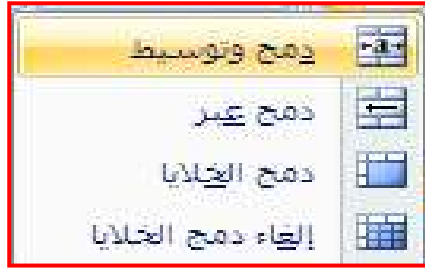 دمج وتوسيط
دمج عبر
دمج الخلايا
إلغاء دمج الخلايا